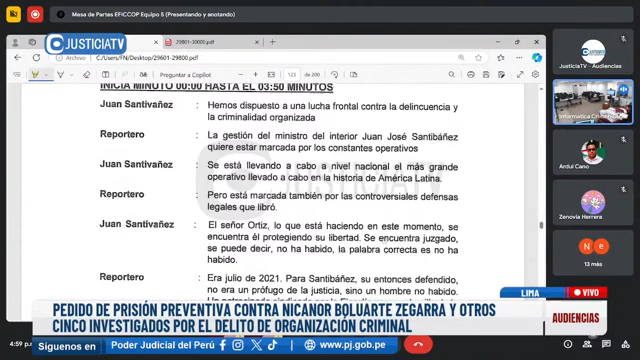 Mesa de Partes EFICCOP Equipo 5 (Presentando y anotando)
JUSTICIATV
29801-30000.pdf
Archivo
C:/Users/FN/Desktop/29601-29800.pdf
Preguntar a Copilot
123
de 200
INICIA MINUTO 00:00 HASTA EL 03:50 MINUTOS
Juan Santivañez : Hemos dispuesto a una lucha frontal contra la delincuencia y
la criminalidad organizada
Reportero : La gestión del ministro del interior Juan José Santibáñez
quiere estar marcada por los constantes operativos
Juan Santivañez : Se está llevando a cabo a nivel nacional el más grande
operativo llevado a cabo en la historia de América Latina.
Reportero : Pero está marcada también por las controversiales defensas
legales que libró.
Juan Santivañez : El señor Ortiz, lo que está haciendo en este momento, se
encuentra él protegiendo su libertad. Se encuentra juzgado,
se puede decir, no ha habido, la palabra correcta es no ha
habido.
Reportero : Era julio de 2021. Para Santibáñez, su entonces defendido,
no era un prófugo de la justicia, sino un hombre no habido.
JUSTICIATV
JusticiaTV
JusticiaTV - Audiencias
Ardul Cano
Zenovia Herrera
N
e
13 más
LIMA
VIVO
PEDIDO DE PRISIÓN PREVENTIVA CONTRA NICANOR BOLUARTE ZEGARRA Y OTROS
CINCO INVESTIGADOS POR EL DELITO DE ORGANIZACIÓN CRIMINAL
AUDIENCIAS
4:59 p.
Síguenos en
Poder Judicial del Perú
www.pj.gob.pe